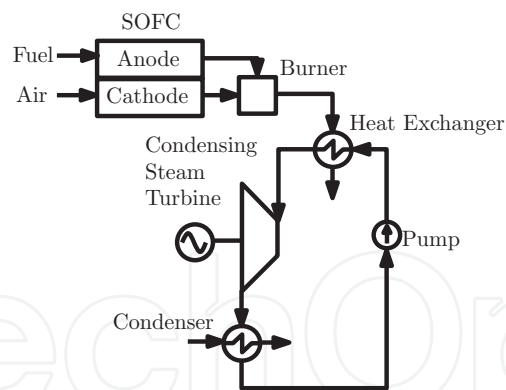 SOFC
Fuel
Anode
Burner
Air
Cathode
Heat Exchanger
Condensing
Steam
Turbine
Pump
Condenser